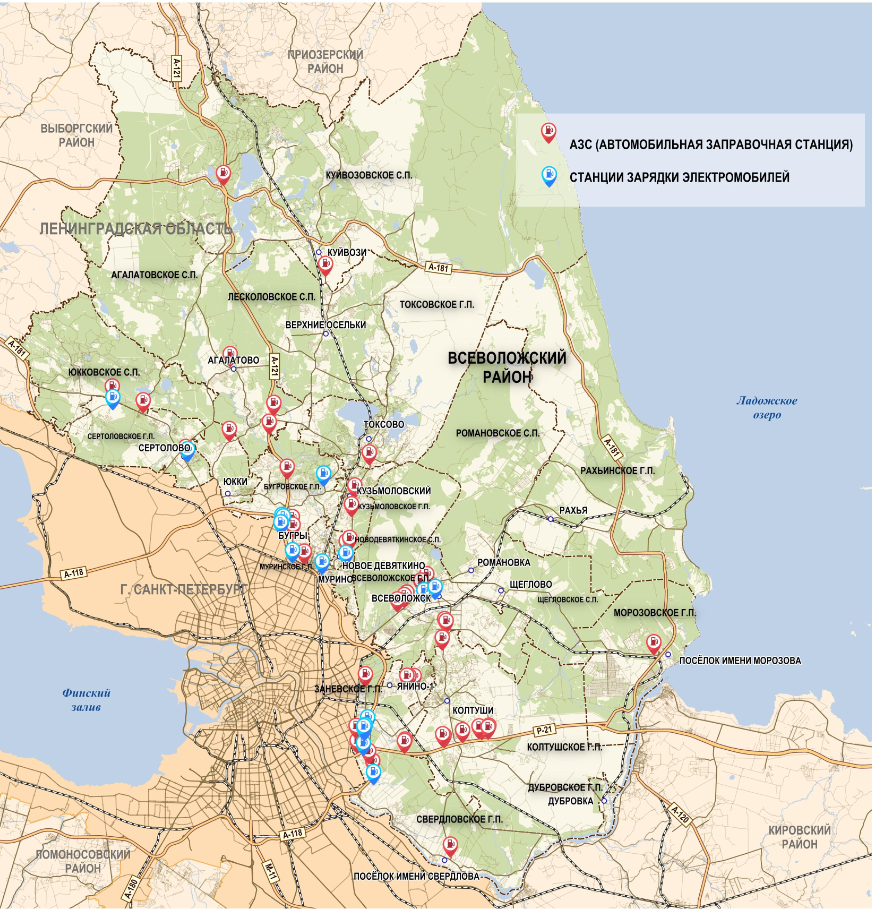 ПРИОЗЕРСКИЙ
РАЙОН
А-121
ВЫБОРГСКИЙ
РАЙОН
АЗС (АВТОМОБИЛЬНАЯ ЗАПРАВОЧНАЯ СТАНЦИЯ)
СТАНЦИИ ЗАРЯДКИ ЭЛЕКТРОМОБИЛЕЙ
КУЙВОЗОВСКОЕ С.П.
ЛЕНИНГРАДСКАЯ ОБЛАСТЬ
КУЙВОЗИ
А-181
АГАЛАТОВСКОЕ С.П.
ЛЕСКОЛОВСКОЕ С.П.
ТОКСОВСКОЕ Г.П.
ВЕРХНИЕ ОСЕЛЬКИ
А-181
АГАЛАТОВО
А-121
ВСЕВОЛОЖСКИЙ
РАЙОН
ЮККОВСКОЕ С.П.
Ладожское
озеро
ТОКСОВО
СЕРТОЛОВСКОЕ Г.П.
РОМАНОВСКОЕ С.П.
А-181
СЕРТОЛОВО
РАХЬИНСКОЕ Г.П.
ЮККИ
БУГРОВСКОЕ Г.П.
КУЗЬМОЛОВСКИЙ
КУЗЬМОЛОВСКОЕ Г.П.
РАХЬЯ
БУГРЫ
НОВОДЕВЯТКИНСКОЕ С.П.
МУРИНСКОЕ Г.П.
НОВОЕ ДЕВЯТКИНО
РОМАНОВКА
А-118
МУРИНО
ВСЕВОЛОЖСКОЕ Г.П.
Г. САНКТ-ПЕТЕРБУРГ
ЩЕГЛОВО
ВСЕВОЛОЖСК
ЩЕГЛОВСКОЕ С.П.
МОРОЗОВСКОЕ Г.П.
ПОСЁЛОК ИМЕНИ МОРОЗОВА
ЗАНЕВСКОЕ Г.П.
ЯНИНО-1
Финский
залив
КОЛТУШИ
Р-21
КОЛТУШСКОЕ Г.П.
ДУБРОВСКОЕ Г.П.
ДУБРОВКА
СВЕРДЛОВСКОЕ Г.П.
А-120
А-118
КИРОВСКИЙ
РАЙОН
ЛОМОНОСОВСКИЙ
РАЙОН
М-11
А-180
ПОСЁЛОК ИМЕНИ СВЕРДЛОВА